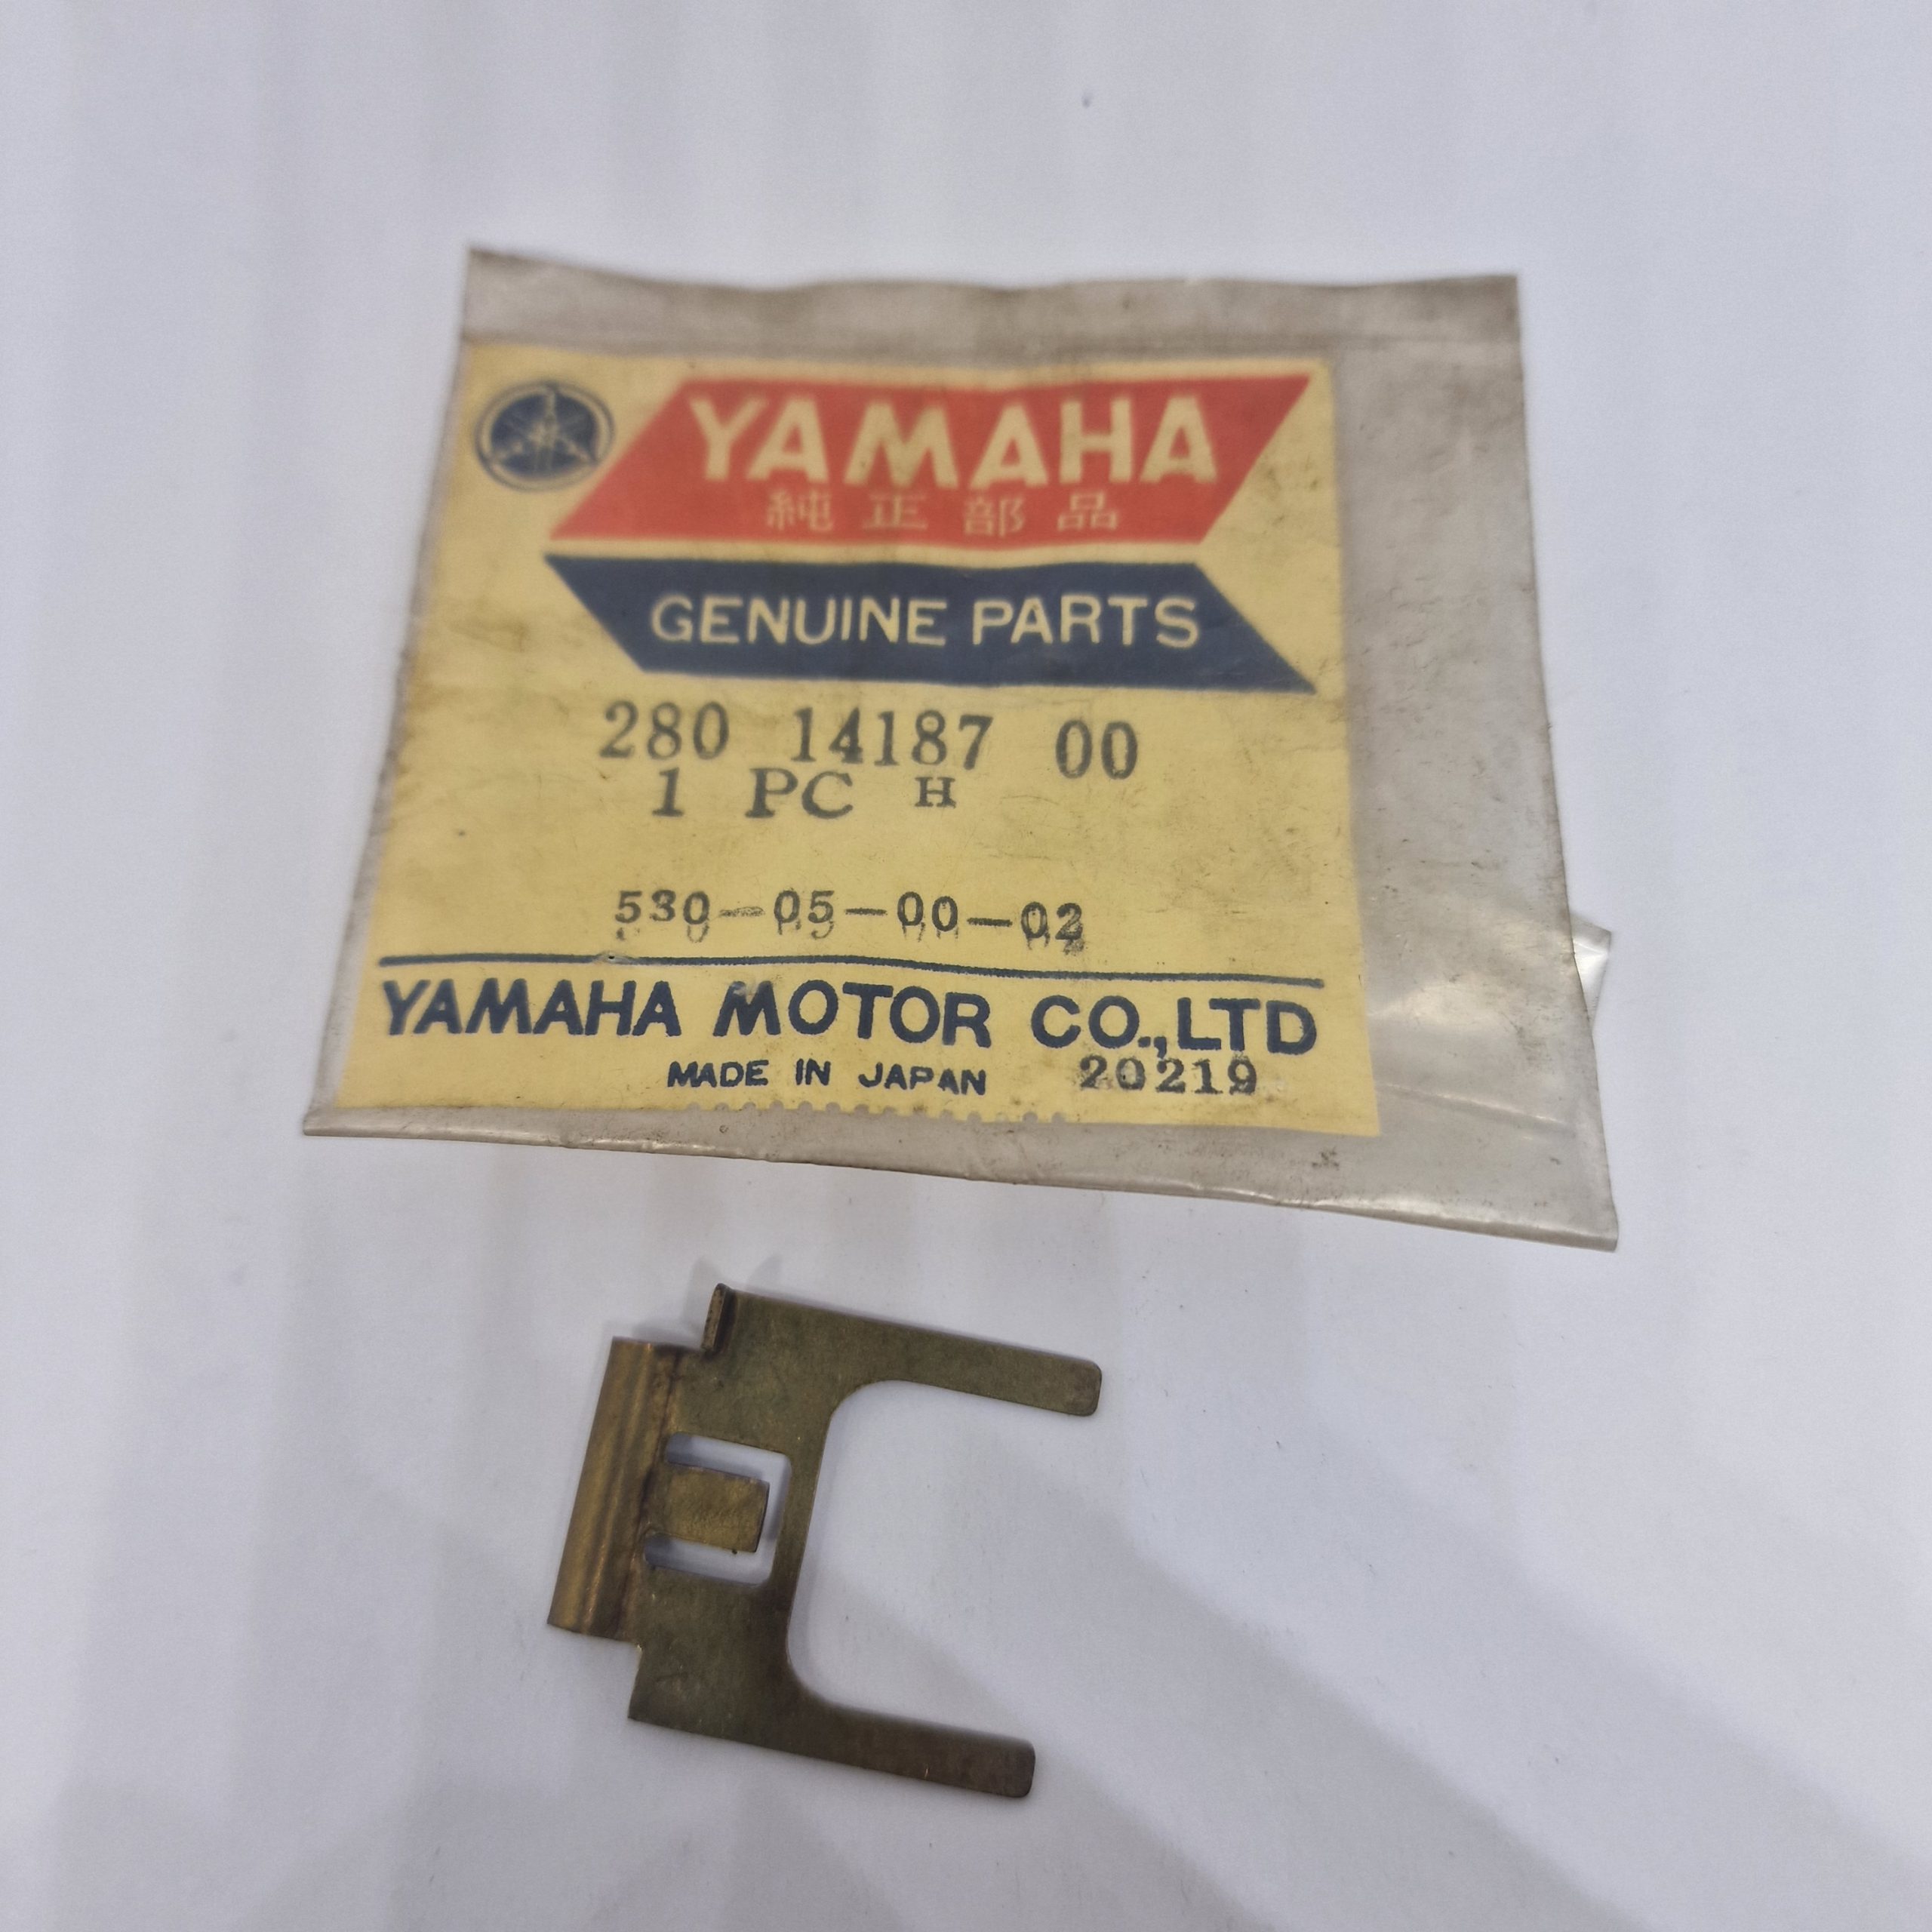 YAMAHA
純正部品
GENUINE PARTS
280 14187 00
1 PC H
530-05-00-02
YAMAHA MOTOR CO.,LTD
MADE IN JAPAN 20219